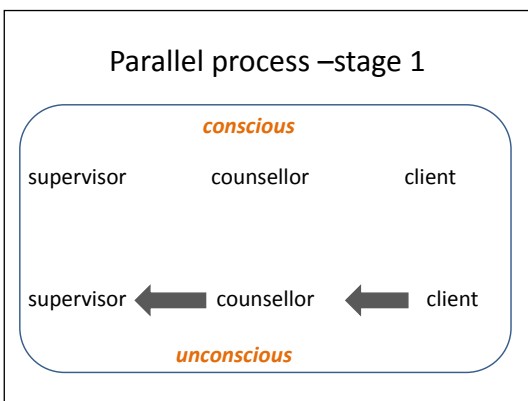 Parallel process –stage 1
conscious
supervisor counsellor client
supervisor counsellor client
unconscious